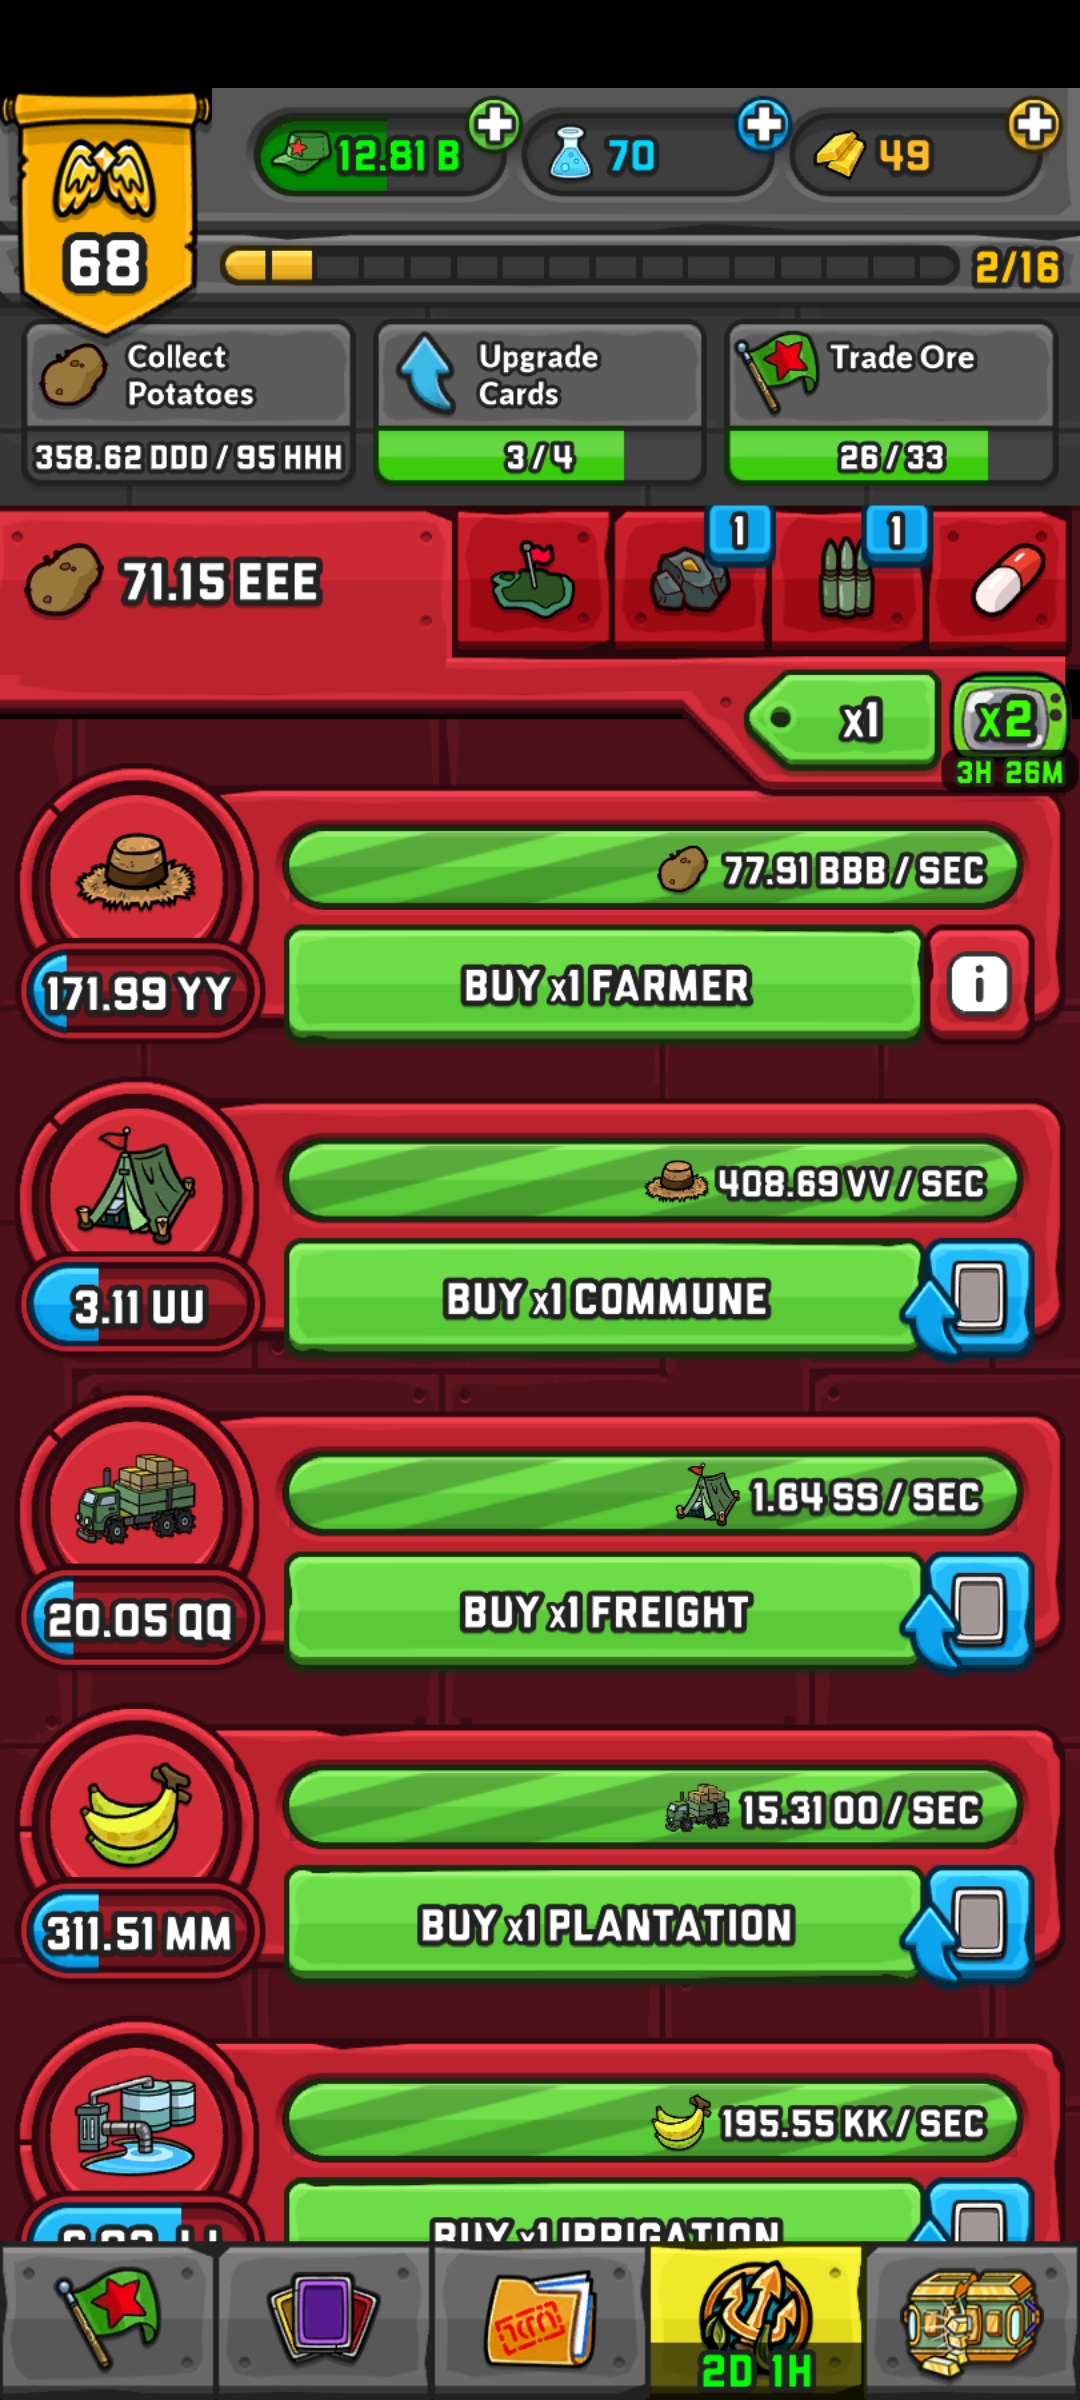 12.81 B
70
49
68
2/16
Collect
Potatoes
Upgrade
Cards
Trade Ore
358.62 DDD / 95 HHH
3/4
26/33
71.15 EEE
1
1
x1
x2
3H 26M
77.91 BBB / SEC
171.99 YY
BUY x1 FARMER
i
408.69 VV / SEC
3.11 UU
BUY x1 COMMUNE
1.64 SS / SEC
20.05 QQ
BUY x1 FREIGHT
15.31 OO / SEC
311.51 MM
BUY x1 PLANTATION
195.55 KK / SEC
BUY x1 IRRIGATION
2D 1H